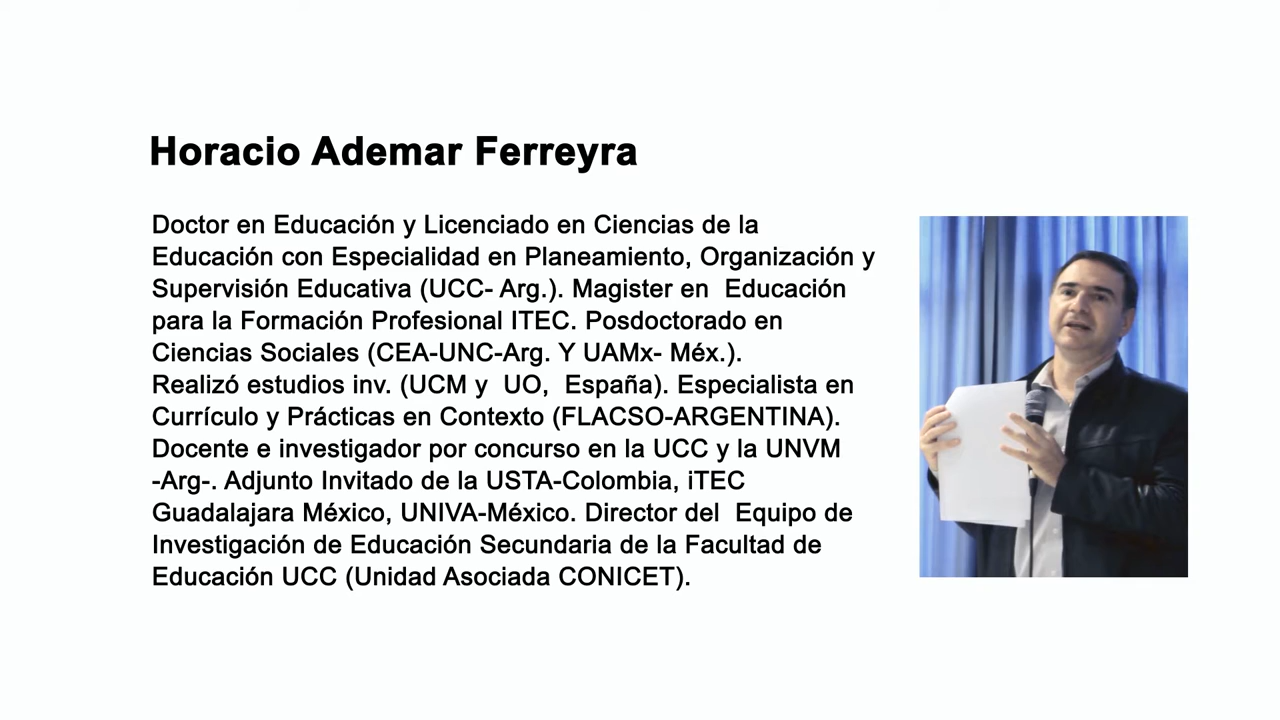 Horacio Ademar Ferreyra
Doctor en Educación y Licenciado en Ciencias de la
Educación con Especialidad en Planeamiento, Organización y
Supervisión Educativa (UCC- Arg.). Magister en  Educación
para la Formación Profesional ITEC. Posdoctorado en
Ciencias Sociales (CEA-UNC-Arg. Y UAMx- Méx.).
Realizó estudios inv. (UCM y  UO,  España). Especialista en
Currículo y Prácticas en Contexto (FLACSO-ARGENTINA).
Docente e investigador por concurso en la UCC y la UNVM
-Arg-. Adjunto Invitado de la USTA-Colombia, iTEC
Guadalajara México, UNIVA-México. Director del  Equipo de
Investigación de Educación Secundaria de la Facultad de
Educación UCC (Unidad Asociada CONICET).